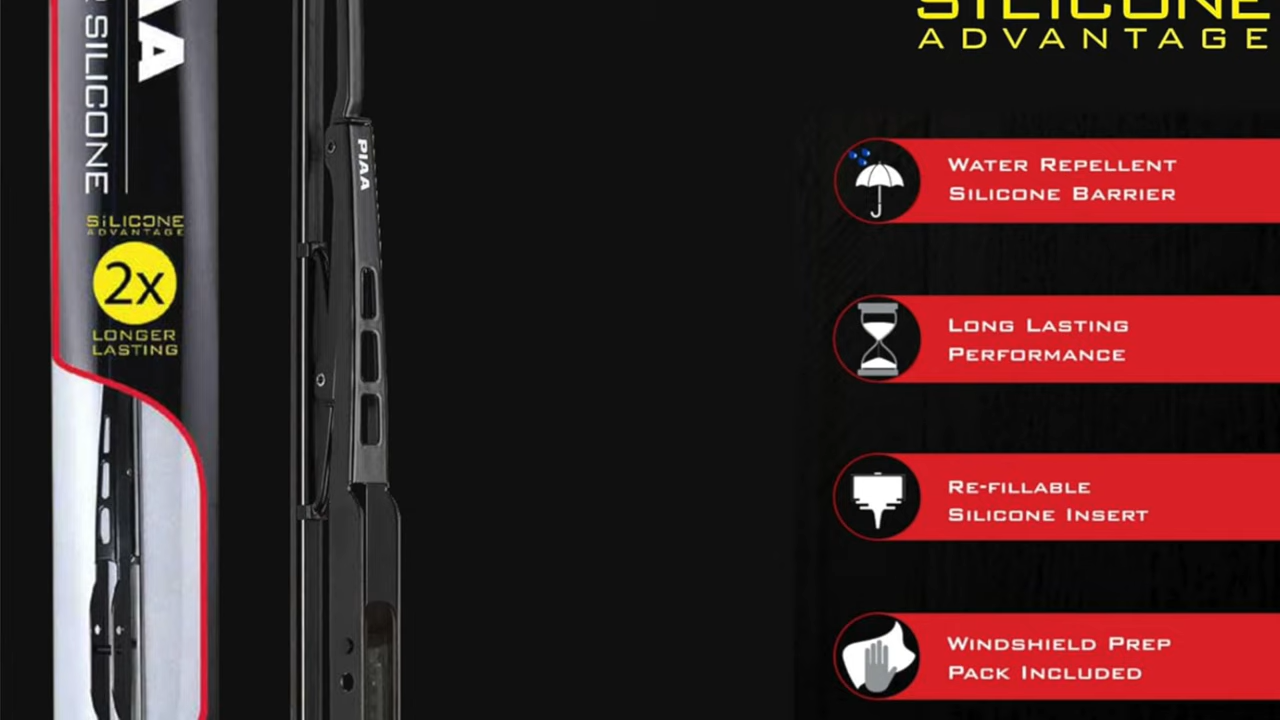 SILICONE
SILICONE
ADVANTAGE
2x
LONGER
LASTING
PIAA
SILICONE
ADVANTAGE
WATER REPELLENT
SILICONE BARRIER
LONG LASTING
PERFORMANCE
RE-FILLABLE
SILICONE INSERT
WINDSHIELD PREP
PACK INCLUDED